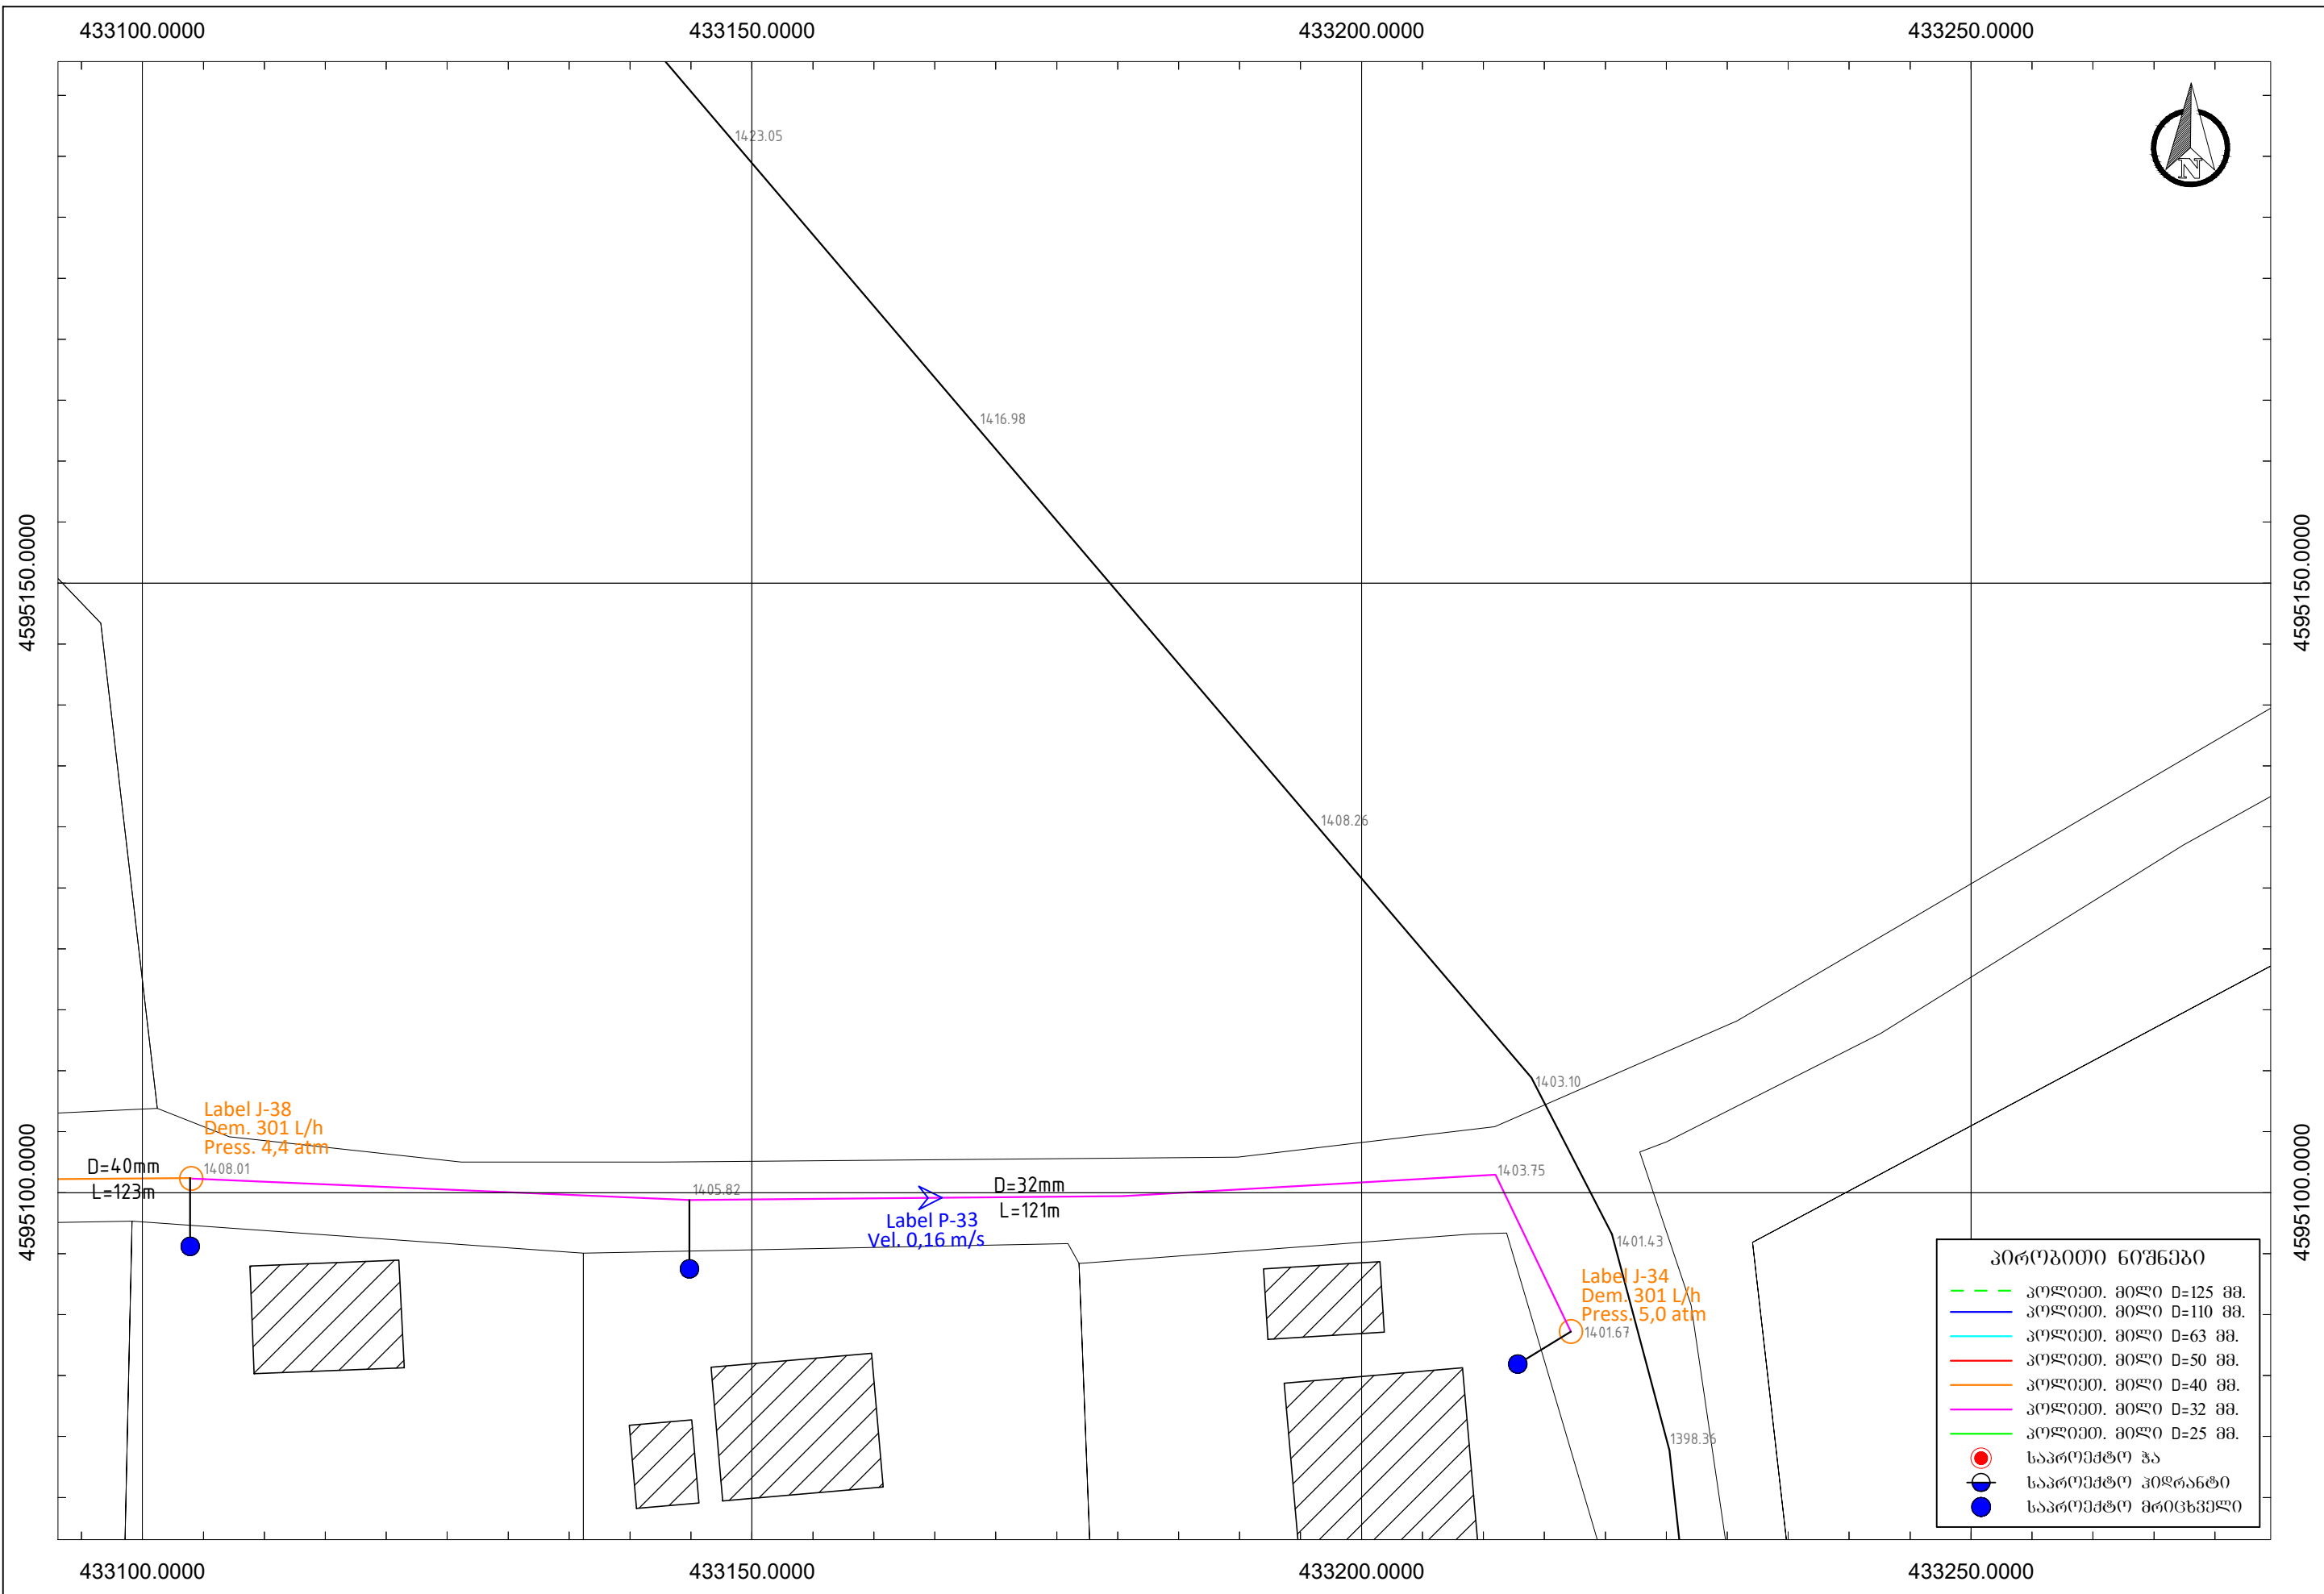 433100.0000 433150.0000 433200.0000 433250.0000
N
1423.05
1416.98
4595150.0000 4595150.0000
1408.26
1403.10
Label J-38
Dem. 301 L/h
Press. 4,4 atm
1408.01
D=40mm
L=123m
4595100.0000 4595100.0000
1405.82
D=32mm
L=121m
Label P-33
Vel. 0,16 m/s
1403.75
1401.43
Label J-34
Dem. 301 L/h
Press. 5,0 atm
1401.67
1398.36
პირობითი ნიშნები
პოლიეთ. მილი D=125 მმ.
პოლიეთ. მილი D=110 მმ.
პოლიეთ. მილი D=63 მმ.
პოლიეთ. მილი D=50 მმ.
პოლიეთ. მილი D=40 მმ.
პოლიეთ. მილი D=32 მმ.
პოლიეთ. მილი D=25 მმ.
საპროექტო ჭა
საპროექტო ჰიდრანტი
საპროექტო მრიცხველი
433100.0000 433150.0000 433200.0000 433250.0000